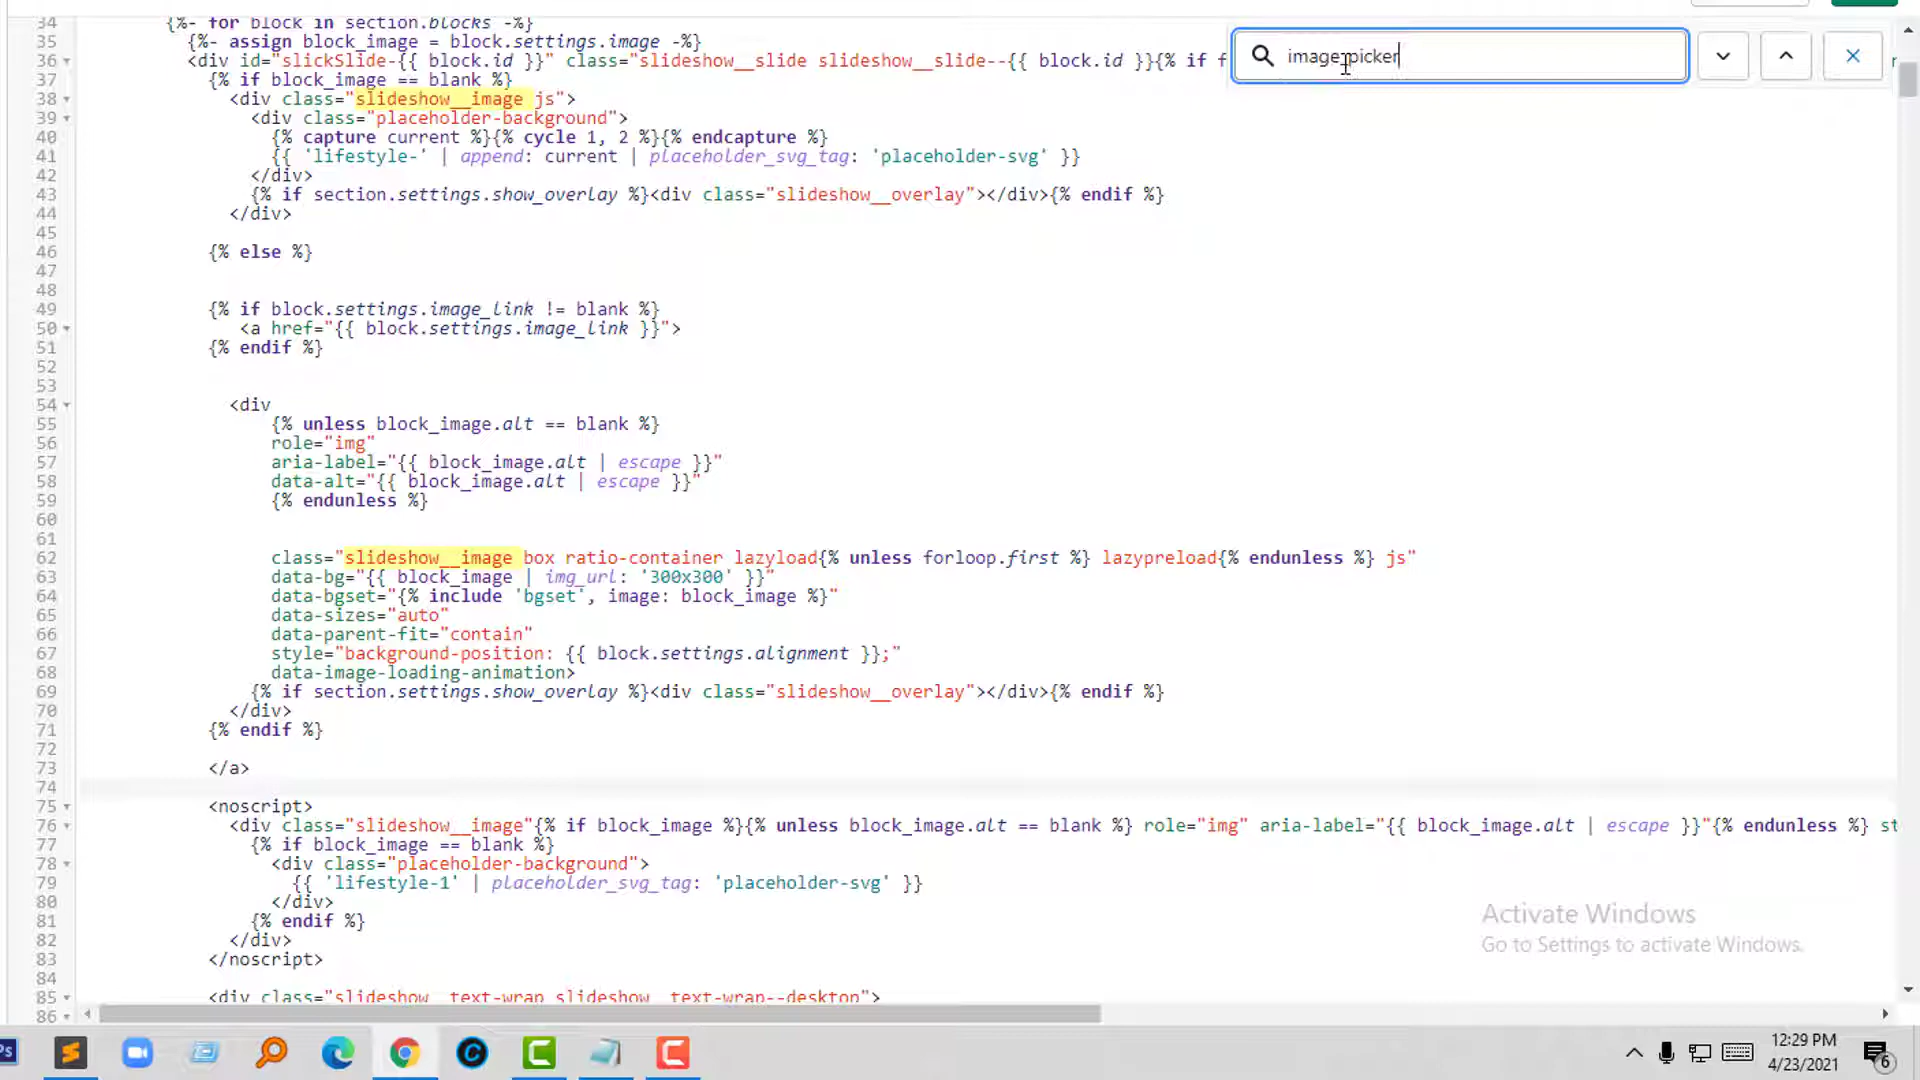 34 {%- for block in section.blocks -%}
35 {%- assign block_image = block.settings.image -%}
36 <div id="slickSlide-{{ block.id }}" class="slideshow__slide slideshow__slide--{{ block.id }}{% if f
image picker
37 {% if block_image == blank %}
38 <div class="slideshow__image js">
39 <div class="placeholder-background">
40 {% capture current %}{% cycle 1, 2 %}{% endcapture %}
41 {{ 'lifestyle-' | append: current | placeholder_svg_tag: 'placeholder-svg' }}
42 </div>
43 {% if section.settings.show_overlay %}<div class="slideshow__overlay"></div>{% endif %}
44 </div>
45
46 {% else %}
47
48
49 {% if block.settings.image_link != blank %}
50 <a href="{{ block.settings.image_link }}">
51 {% endif %}
52
53
54 <div
55 {% unless block_image.alt == blank %}
56 role="img"
57 aria-label="{{ block_image.alt | escape }}"
58 data-alt="{{ block_image.alt | escape }}"
59 {% endunless %}
60
61
62 class="slideshow__image box ratio-container lazyload{% unless forloop.first %} lazypreload{% endunless %} js"
63 data-bg="{{ block_image | img_url: '300x300' }}"
64 data-bgset="{% include 'bgset', image: block_image %}"
65 data-sizes="auto"
66 data-parent-fit="contain"
67 style="background-position: {{ block.settings.alignment }};"
68 data-image-loading-animation>
69 {% if section.settings.show_overlay %}<div class="slideshow__overlay"></div>{% endif %}
70 </div>
71 {% endif %}
72
73 </a>
74
75 <noscript>
76 <div class="slideshow__image"{% if block_image %}{% unless block_image.alt == blank %} role="img" aria-label="{{ block_image.alt | escape }}"{% endunless %} st
77 {% if block_image == blank %}
78 <div class="placeholder-background">
79 {{ 'lifestyle-1' | placeholder_svg_tag: 'placeholder-svg' }}
80 </div>
81 {% endif %}
82 </div>
83 </noscript>
84
85 <div class="slideshow__text-wrap slideshow__text-wrap--desktop">
86
Activate Windows
Go to Settings to activate Windows.
12:29 PM
4/23/2021
6